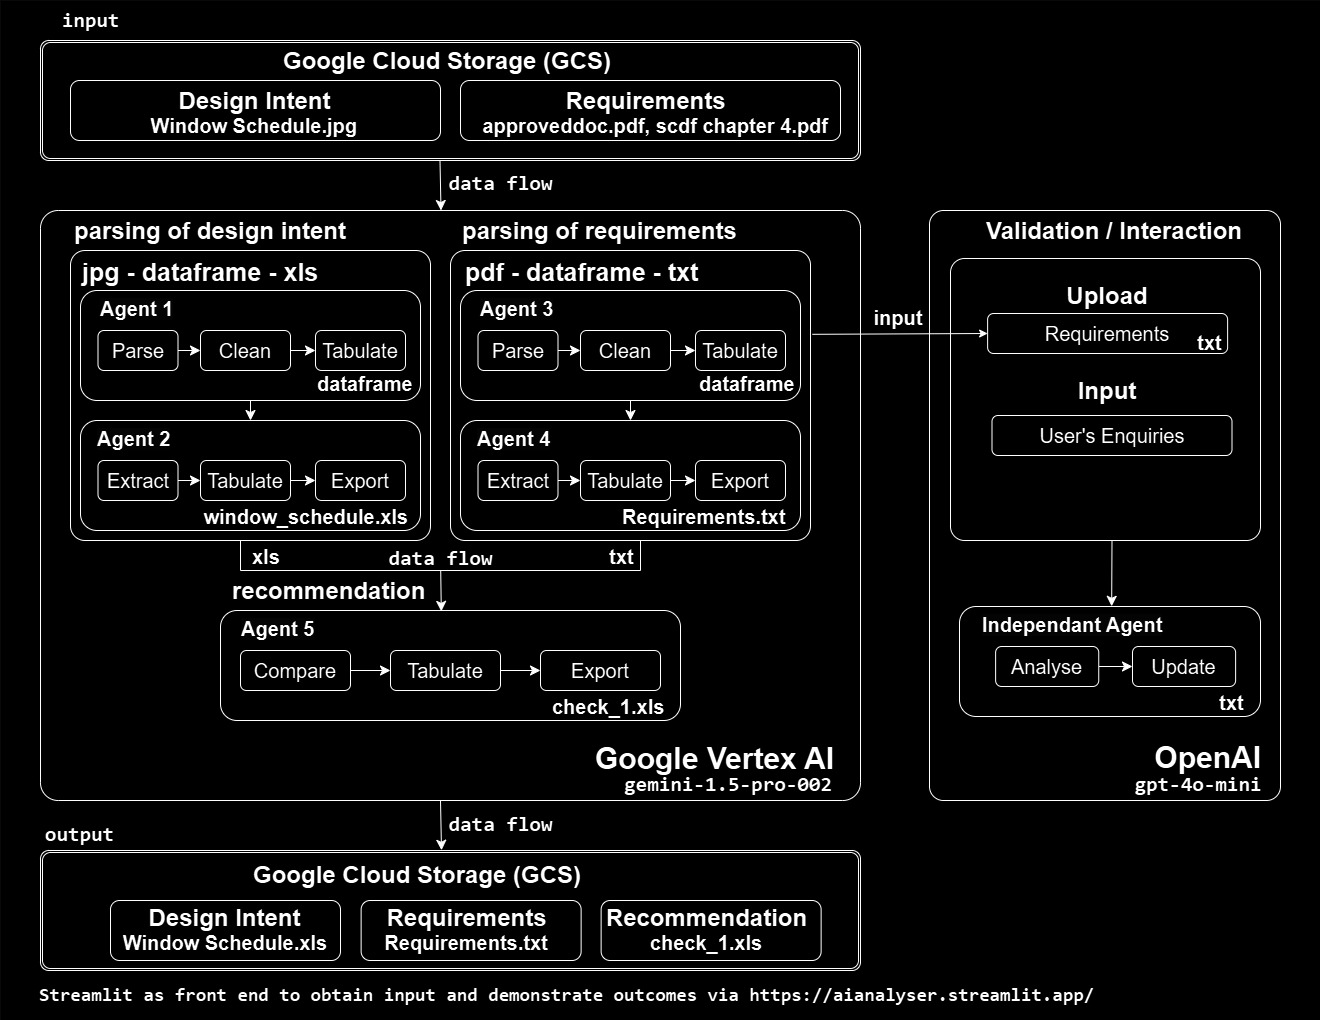 input
Google Cloud Storage (GCS)
Design Intent
Window Schedule.jpg
Requirements
approveddoc.pdf, scdf chapter 4.pdf
data flow
parsing of design intent
jpg - dataframe - xls
Agent 1
Parse
Clean
Tabulate
dataframe
Agent 2
Extract
Tabulate
Export
window_schedule.xls
parsing of requirements
pdf - dataframe - txt
Agent 3
Parse
Clean
Tabulate
dataframe
Agent 4
Extract
Tabulate
Export
Requirements.txt
xls
data flow
txt
recommendation
Agent 5
Compare
Tabulate
Export
check_1.xls
Google Vertex AI
gemini-1.5-pro-002
input
Validation / Interaction
Upload
Requirements
txt
Input
User's Enquiries
Independant Agent
Analyse
Update
txt
OpenAI
gpt-4o-mini
data flow
output
Google Cloud Storage (GCS)
Design Intent
Window Schedule.xls
Requirements
Requirements.txt
Recommendation
check_1.xls
Streamlit as front end to obtain input and demonstrate outcomes via https://aianalyser.streamlit.app/